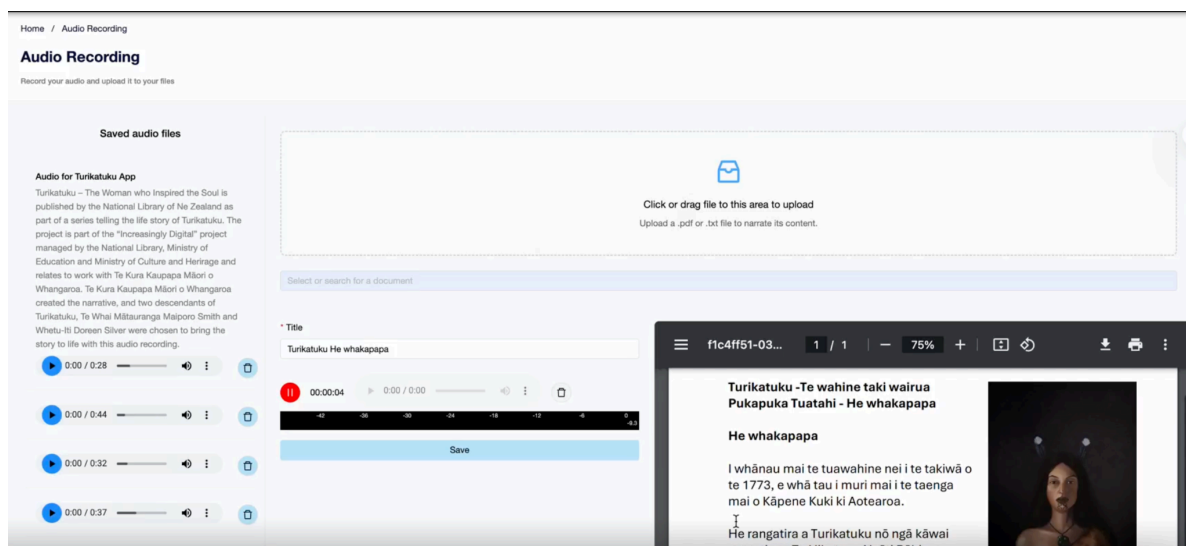 Home / Audio Recording
Audio Recording
Record your audio and upload it to your files
Saved audio files
Audio for Turikatuku App
Turikatuku – The Woman who Inspired the Soul is
published by the National Library of Ne Zealand as
part of a series telling the life story of Turikatuku. The
project is part of the “Increasingly Digital” project
managed by the National Library, Ministry of
Education and Ministry of Culture and Herirage and
relates to work with Te Kura Kaupapa Māori o
Whangaroa. Te Kura Kaupapa Māori o Whangaroa
created the narrative, and two descendants of
Turikatuku, Te Whai Mātauranga Maiporo Smith and
Whetu-Iti Doreen Silver were chosen to bring the
story to life with this audio recording.
0:00 / 0:28
0:00 / 0:44
0:00 / 0:32
0:00 / 0:37
Click or drag file to this area to upload
Upload a .pdf or .txt file to narrate its content.
Select or search for a document
* Title
Turikatuku He whakapapa
00:00:04 0:00 / 0:00
-42 -36 -30 -24 -18 -12 -6 0
-9.3
Save
f1c4ff51-03... 1 / 1 75%
Turikatuku -Te wahine taki wairua
Pukapuka Tuatahi - He whakapapa
He whakapapa
I whānau mai te tuawahine nei i te takiwā o
te 1773, e whā tau i muri mai i te taenga
mai o Kāpene Kuki ki Aotearoa.
He rangatira a Turikatuku nō ngā kāwai